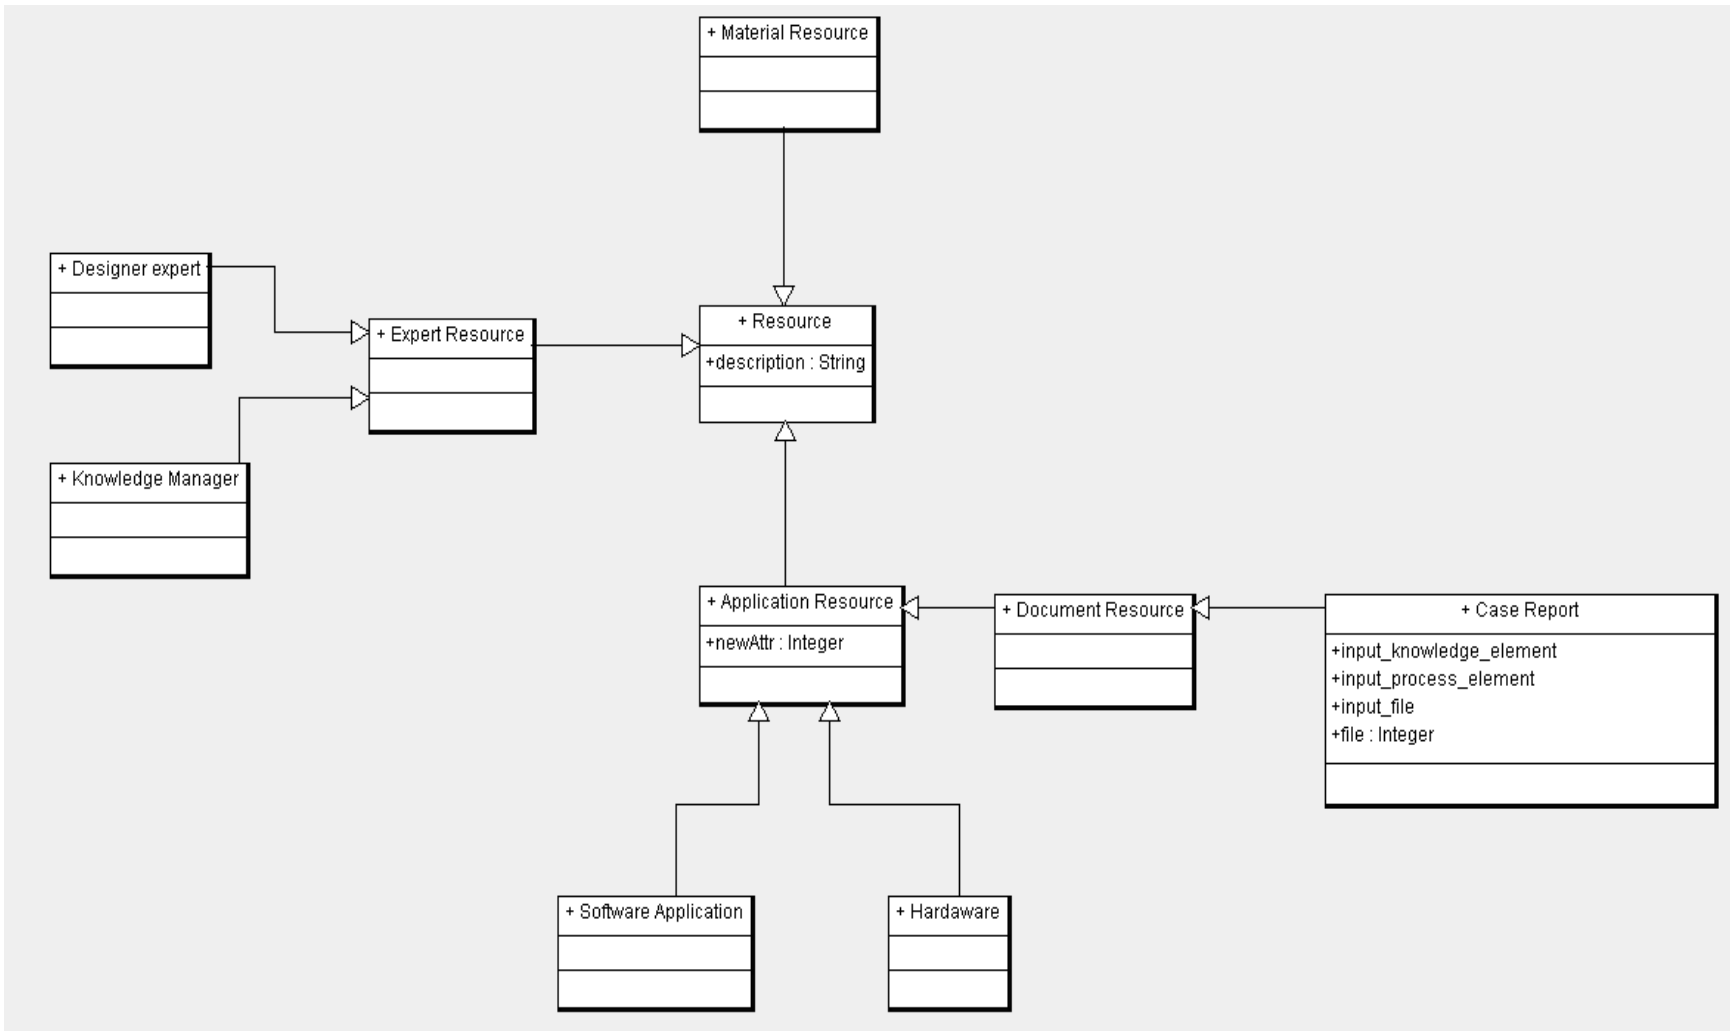 + Material Resource
+ Designer expert
+ Expert Resource
+ Resource
+description : String
+ Knowledge Manager
+ Application Resource
+newAttr : Integer
+ Document Resource
+ Case Report
+input_knowledge_element
+input_process_element
+input_file
+file : Integer
+ Software Application
+ Hardaware